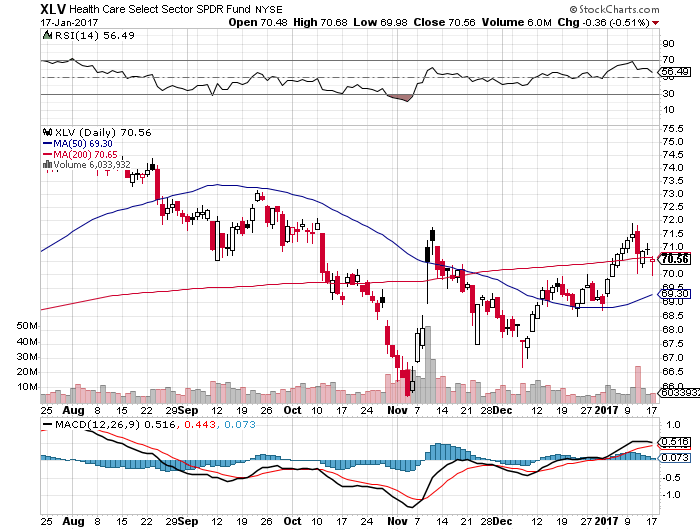 XLV Health Care Select Sector SPDR Fund NYSE © StockCharts.com
17-Jan-2017 Open 70.48 High 70.68 Low 69.98 Close 70.56 Volume 6.0M Chg -0.36 (-0.51%)
RSI(14) 56.49
90
70
56.49
50
30
10
XLV (Daily) 70.56
MA(50) 69.30
MA(200) 70.65
Volume 6,033,932
75.5
75.0
74.5
74.0
73.5
73.0
72.5
72.0
71.5
71.0
70.56
70.0
69.5
69.30
68.5
68.0
67.5
67.0
66.5
66.0
50M
40M
30M
20M
10M
6033932
25 Aug 8 15 22 29 Sep 12 19 26 Oct 10 17 24 Nov 7 14 21 28 Dec 12 19 27 2017 9 17
MACD(12,26,9) 0.516, 0.443, 0.073
1.0
0.516
0.073
-0.5
-1.0
25 Aug 8 15 22 29 Sep 12 19 26 Oct 10 17 24 Nov 7 14 21 28 Dec 12 19 27 2017 9 17